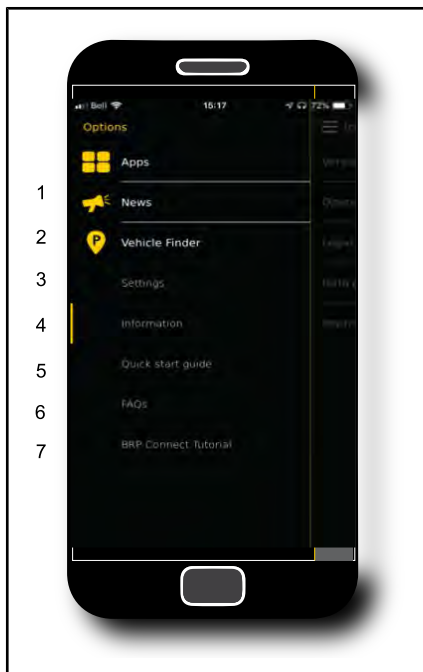 Bell 15:17 72%
Options
Apps
1
News
2
P Vehicle Finder
3
Settings
4
Information
5
Quick start guide
6
FAQs
7
BRP Connect Tutorial